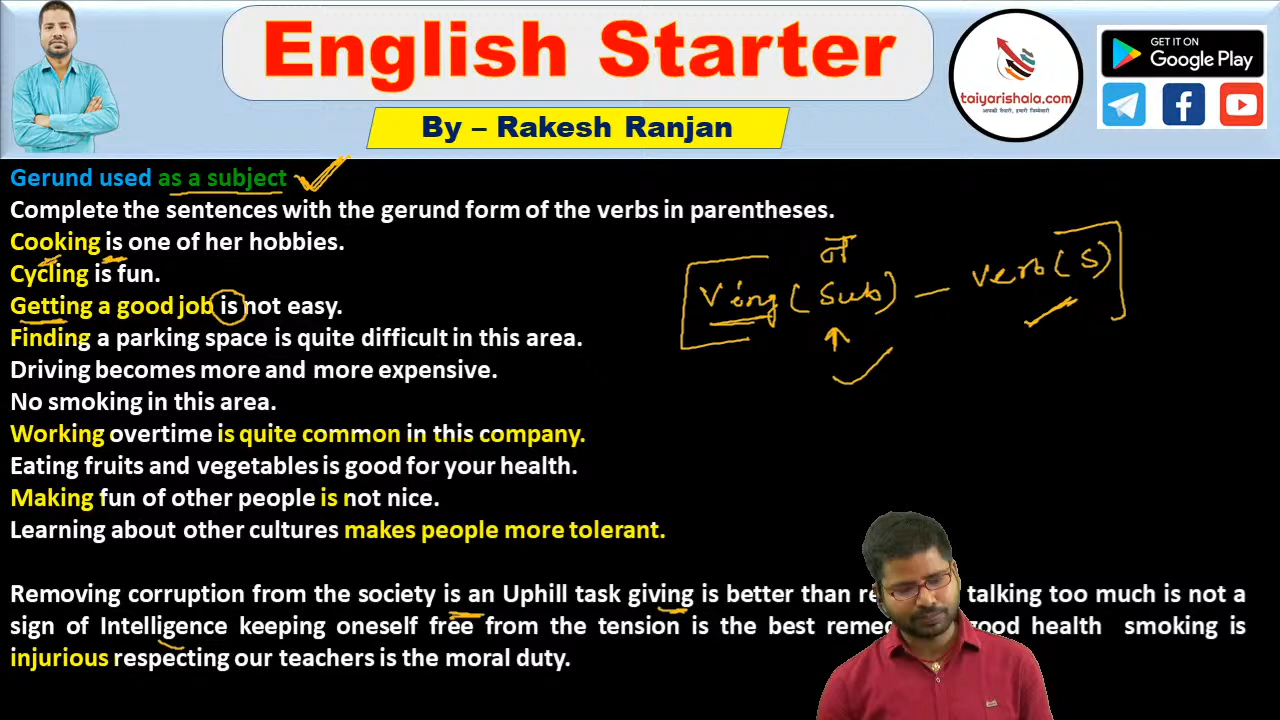 English Starter
By – Rakesh Ranjan
taiyarishala.com
आपकी तैयारी, हमारी जिम्मेदारी
GET IT ON
Google Play
Gerund used as a subject
Complete the sentences with the gerund form of the verbs in parentheses.
Cooking is one of her hobbies.
Cycling is fun.
Getting a good job is not easy.
Finding a parking space is quite difficult in this area.
Driving becomes more and more expensive.
No smoking in this area.
Working overtime is quite common in this company.
Eating fruits and vegetables is good for your health.
Making fun of other people is not nice.
Learning about other cultures makes people more tolerant.
Ving (Sub) — Verb (S)
Removing corruption from the society is an Uphill task giving is better than talking too much is not a
sign of Intelligence keeping oneself free from the tension is the best good health smoking is
injurious respecting our teachers is the moral duty.